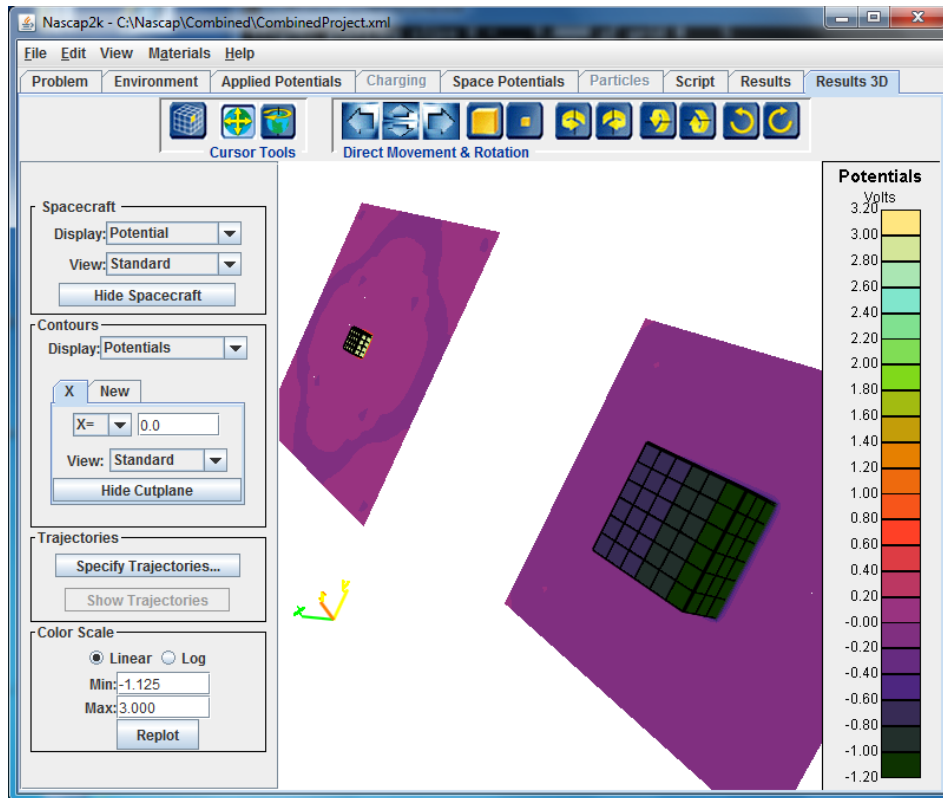 Nascap2k - C:\Nascap\Combined\CombinedProject.xml
File Edit View Materials Help
Problem Environment Applied Potentials Charging Space Potentials Particles Script Results Results 3D
Cursor Tools Direct Movement & Rotation
Spacecraft
Display: Potential
View: Standard
Hide Spacecraft
Contours
Display: Potentials
X New
X= 0.0
View: Standard
Hide Cutplane
Trajectories
Specify Trajectories...
Show Trajectories
Color Scale
Linear Log
Min: -1.125
Max: 3.000
Replot
Potentials
Volts
3.20
3.00
2.80
2.60
2.40
2.20
2.00
1.80
1.60
1.40
1.20
1.00
0.80
0.60
0.40
0.20
-0.00
-0.20
-0.40
-0.60
-0.80
-1.00
-1.20